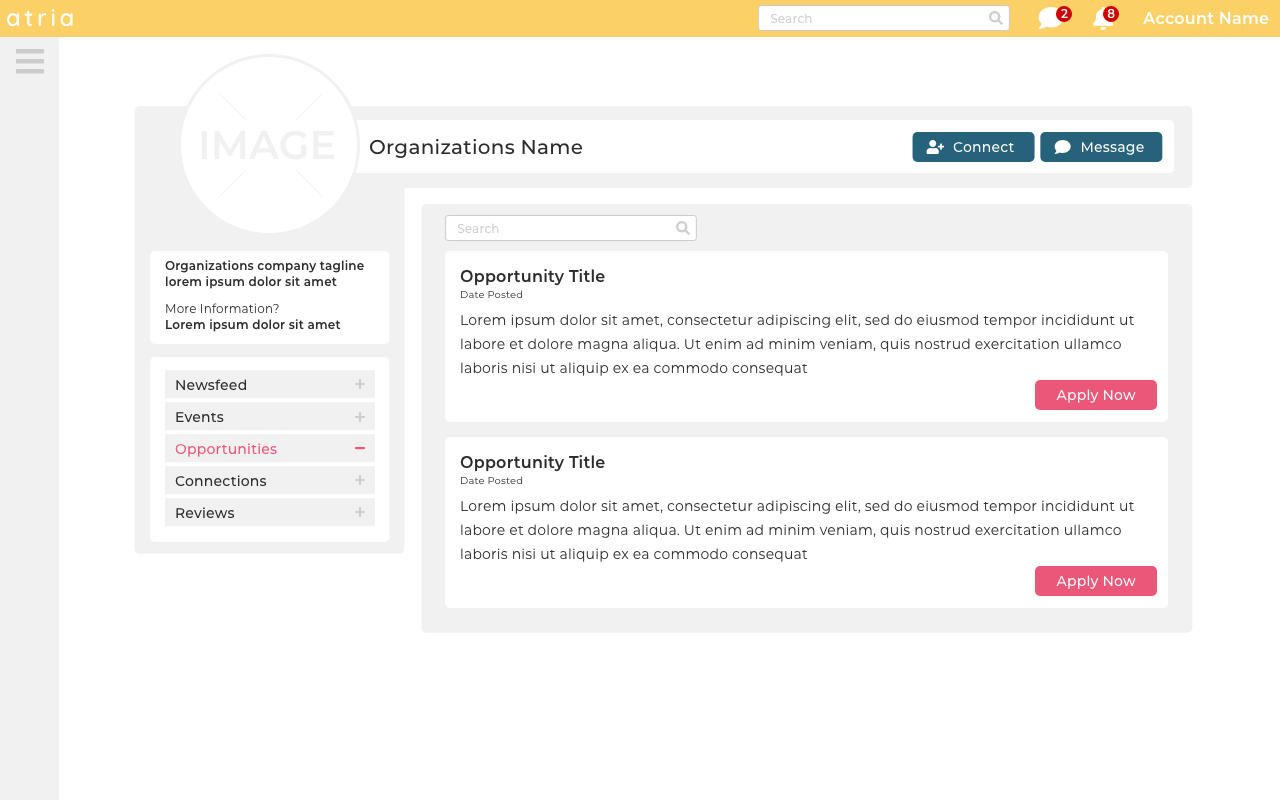 atria
Search
2
8
Account Name
IMAGE
Organizations Name
Connect
Message
Organizations company tagline
lorem ipsum dolor sit amet
More Information?
Lorem ipsum dolor sit amet
Newsfeed
Events
Opportunities
Connections
Reviews
Search
Opportunity Title
Date Posted
Lorem ipsum dolor sit amet, consectetur adipiscing elit, sed do eiusmod tempor incididunt ut
labore et dolore magna aliqua. Ut enim ad minim veniam, quis nostrud exercitation ullamco
laboris nisi ut aliquip ex ea commodo consequat
Apply Now
Opportunity Title
Date Posted
Lorem ipsum dolor sit amet, consectetur adipiscing elit, sed do eiusmod tempor incididunt ut
labore et dolore magna aliqua. Ut enim ad minim veniam, quis nostrud exercitation ullamco
laboris nisi ut aliquip ex ea commodo consequat
Apply Now